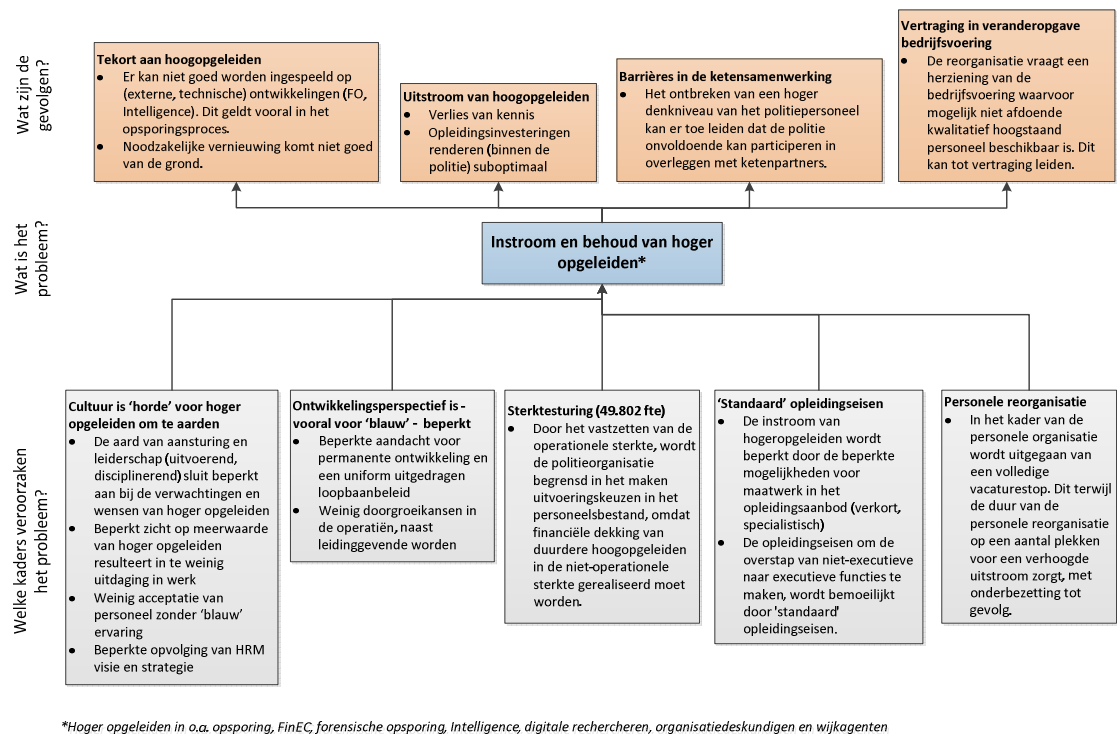 Wat zijn de
gevolgen?
Tekort aan hoogopgeleiden
• Er kan niet goed worden ingespeeld op
(externe, technische) ontwikkelingen (FO,
Intelligence). Dit geldt vooral in het
opsporingsproces.
• Noodzakelijke vernieuwing komt niet goed
van de grond.
Uitstroom van hoogopgeleiden
• Verlies van kennis
• Opleidingsinvesteringen
renderen (binnen de
politie) suboptimaal
Barrières in de ketensamenwerking
• Het ontbreken van een hoger
denkniveau van het politiepersoneel
kan er toe leiden dat de politie
onvoldoende kan participeren in
overleggen met ketenpartners.
Vertraging in veranderopgave
bedrijfsvoering
• De reorganisatie vraagt een
herziening van de
bedrijfsvoering waarvoor
mogelijk niet afdoende
kwalitatief hoogstaand
personeel beschikbaar is. Dit
kan tot vertraging leiden.
Wat is het
probleem?
Instroom en behoud van hoger
opgeleiden*
Welke kaders veroorzaken
het probleem?
Cultuur is ‘horde’ voor hoger
opgeleiden om te aarden
• De aard van aansturing en
leiderschap (uitvoerend,
disciplinerend) sluit beperkt
aan bij de verwachtingen en
wensen van hoger opgeleiden
• Beperkt zicht op meerwaarde
van hoger opgeleiden
resulteert in te weinig
uitdaging in werk
• Weinig acceptatie van
personeel zonder ‘blauw’
ervaring
• Beperkte opvolging van HRM
visie en strategie
Ontwikkelingsperspectief is -
vooral voor ‘blauw’ - beperkt
• Beperkte aandacht voor
permanente ontwikkeling en
een uniform uitgedragen
loopbaanbeleid
• Weinig doorgroeikansen in
de operatiën, naast
leidinggevende worden
Sterktesturing (49.802 fte)
• Door het vastzetten van de
operationele sterkte, wordt
de politieorganisatie
begrensd in het maken
uitvoeringskeuzen in het
personeelsbestand, omdat
financiële dekking van
duurdere hoogopgeleiden
in de niet-operationele
sterkte gerealiseerd moet
worden.
‘Standaard’ opleidingseisen
• De instroom van
hogeropgeleiden wordt
beperkt door de beperkte
mogelijkheden voor
maatwerk in het
opleidingsaanbod (verkort,
specialistisch)
• De opleidingseisen om de
overstap van niet-executieve
naar executieve functies te
maken, wordt bemoeilijkt
door 'standaard'
opleidingseisen.
Personele reorganisatie
• In het kader van de
personele organisatie
wordt uitgegaan van
een volledige
vacaturestop. Dit terwijl
de duur van de
personele reorganisatie
op een aantal plekken
voor een verhoogde
uitstroom zorgt, met
onderbezetting tot
gevolg.
*Hoger opgeleiden in o.a. opsporing, FinEC, forensische opsporing, Intelligence, digitale rechercheren, organisatiedeskundigen en wijkagenten